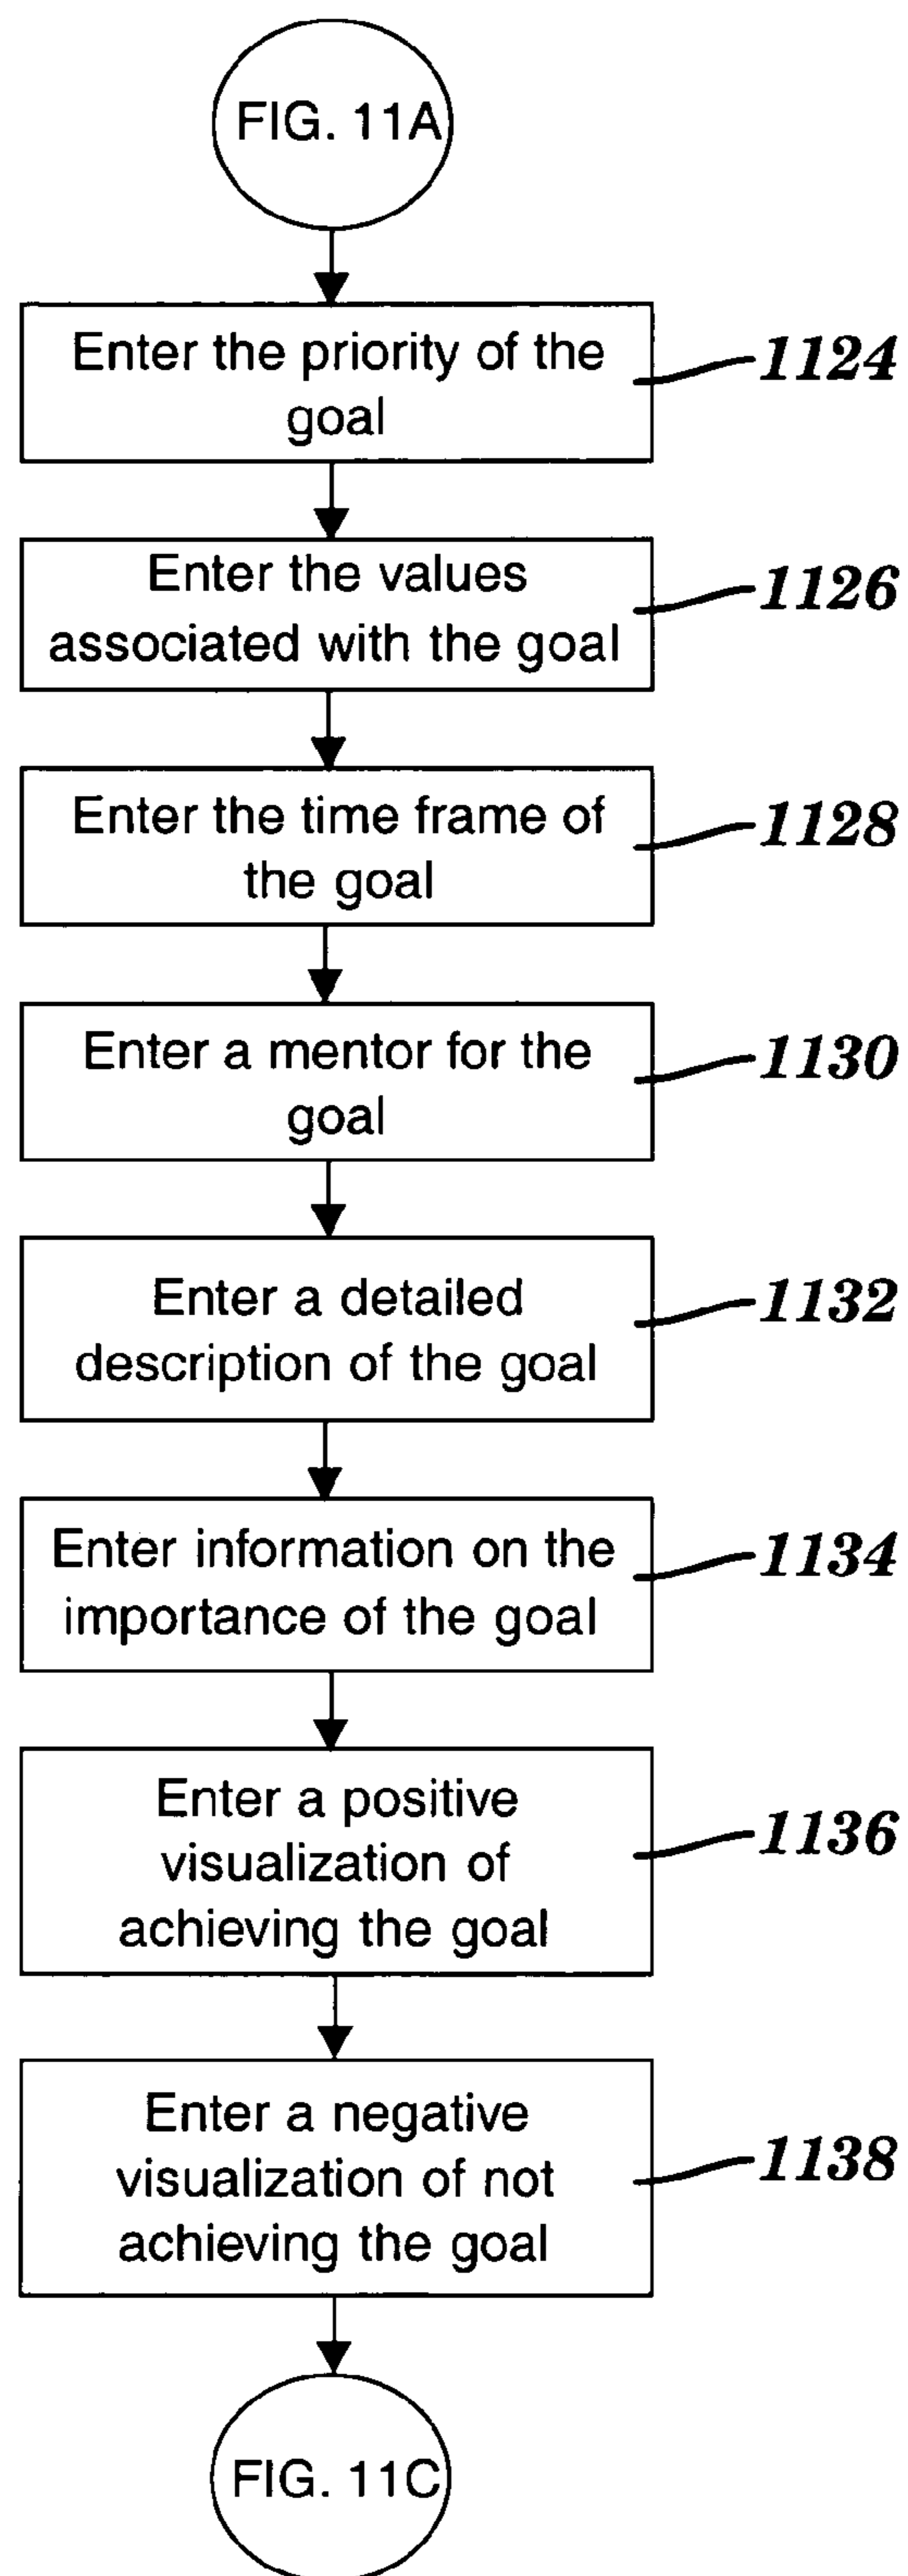 FIG. 11A
Enter the priority of the
goal
1124
Enter the values
associated with the goal
1126
Enter the time frame of
the goal
1128
Enter a mentor for the
goal
1130
Enter a detailed
description of the goal
1132
Enter information on the
importance of the goal
1134
Enter a positive
visualization of
achieving the goal
1136
Enter a negative
visualization of not
achieving the goal
1138
FIG. 11C